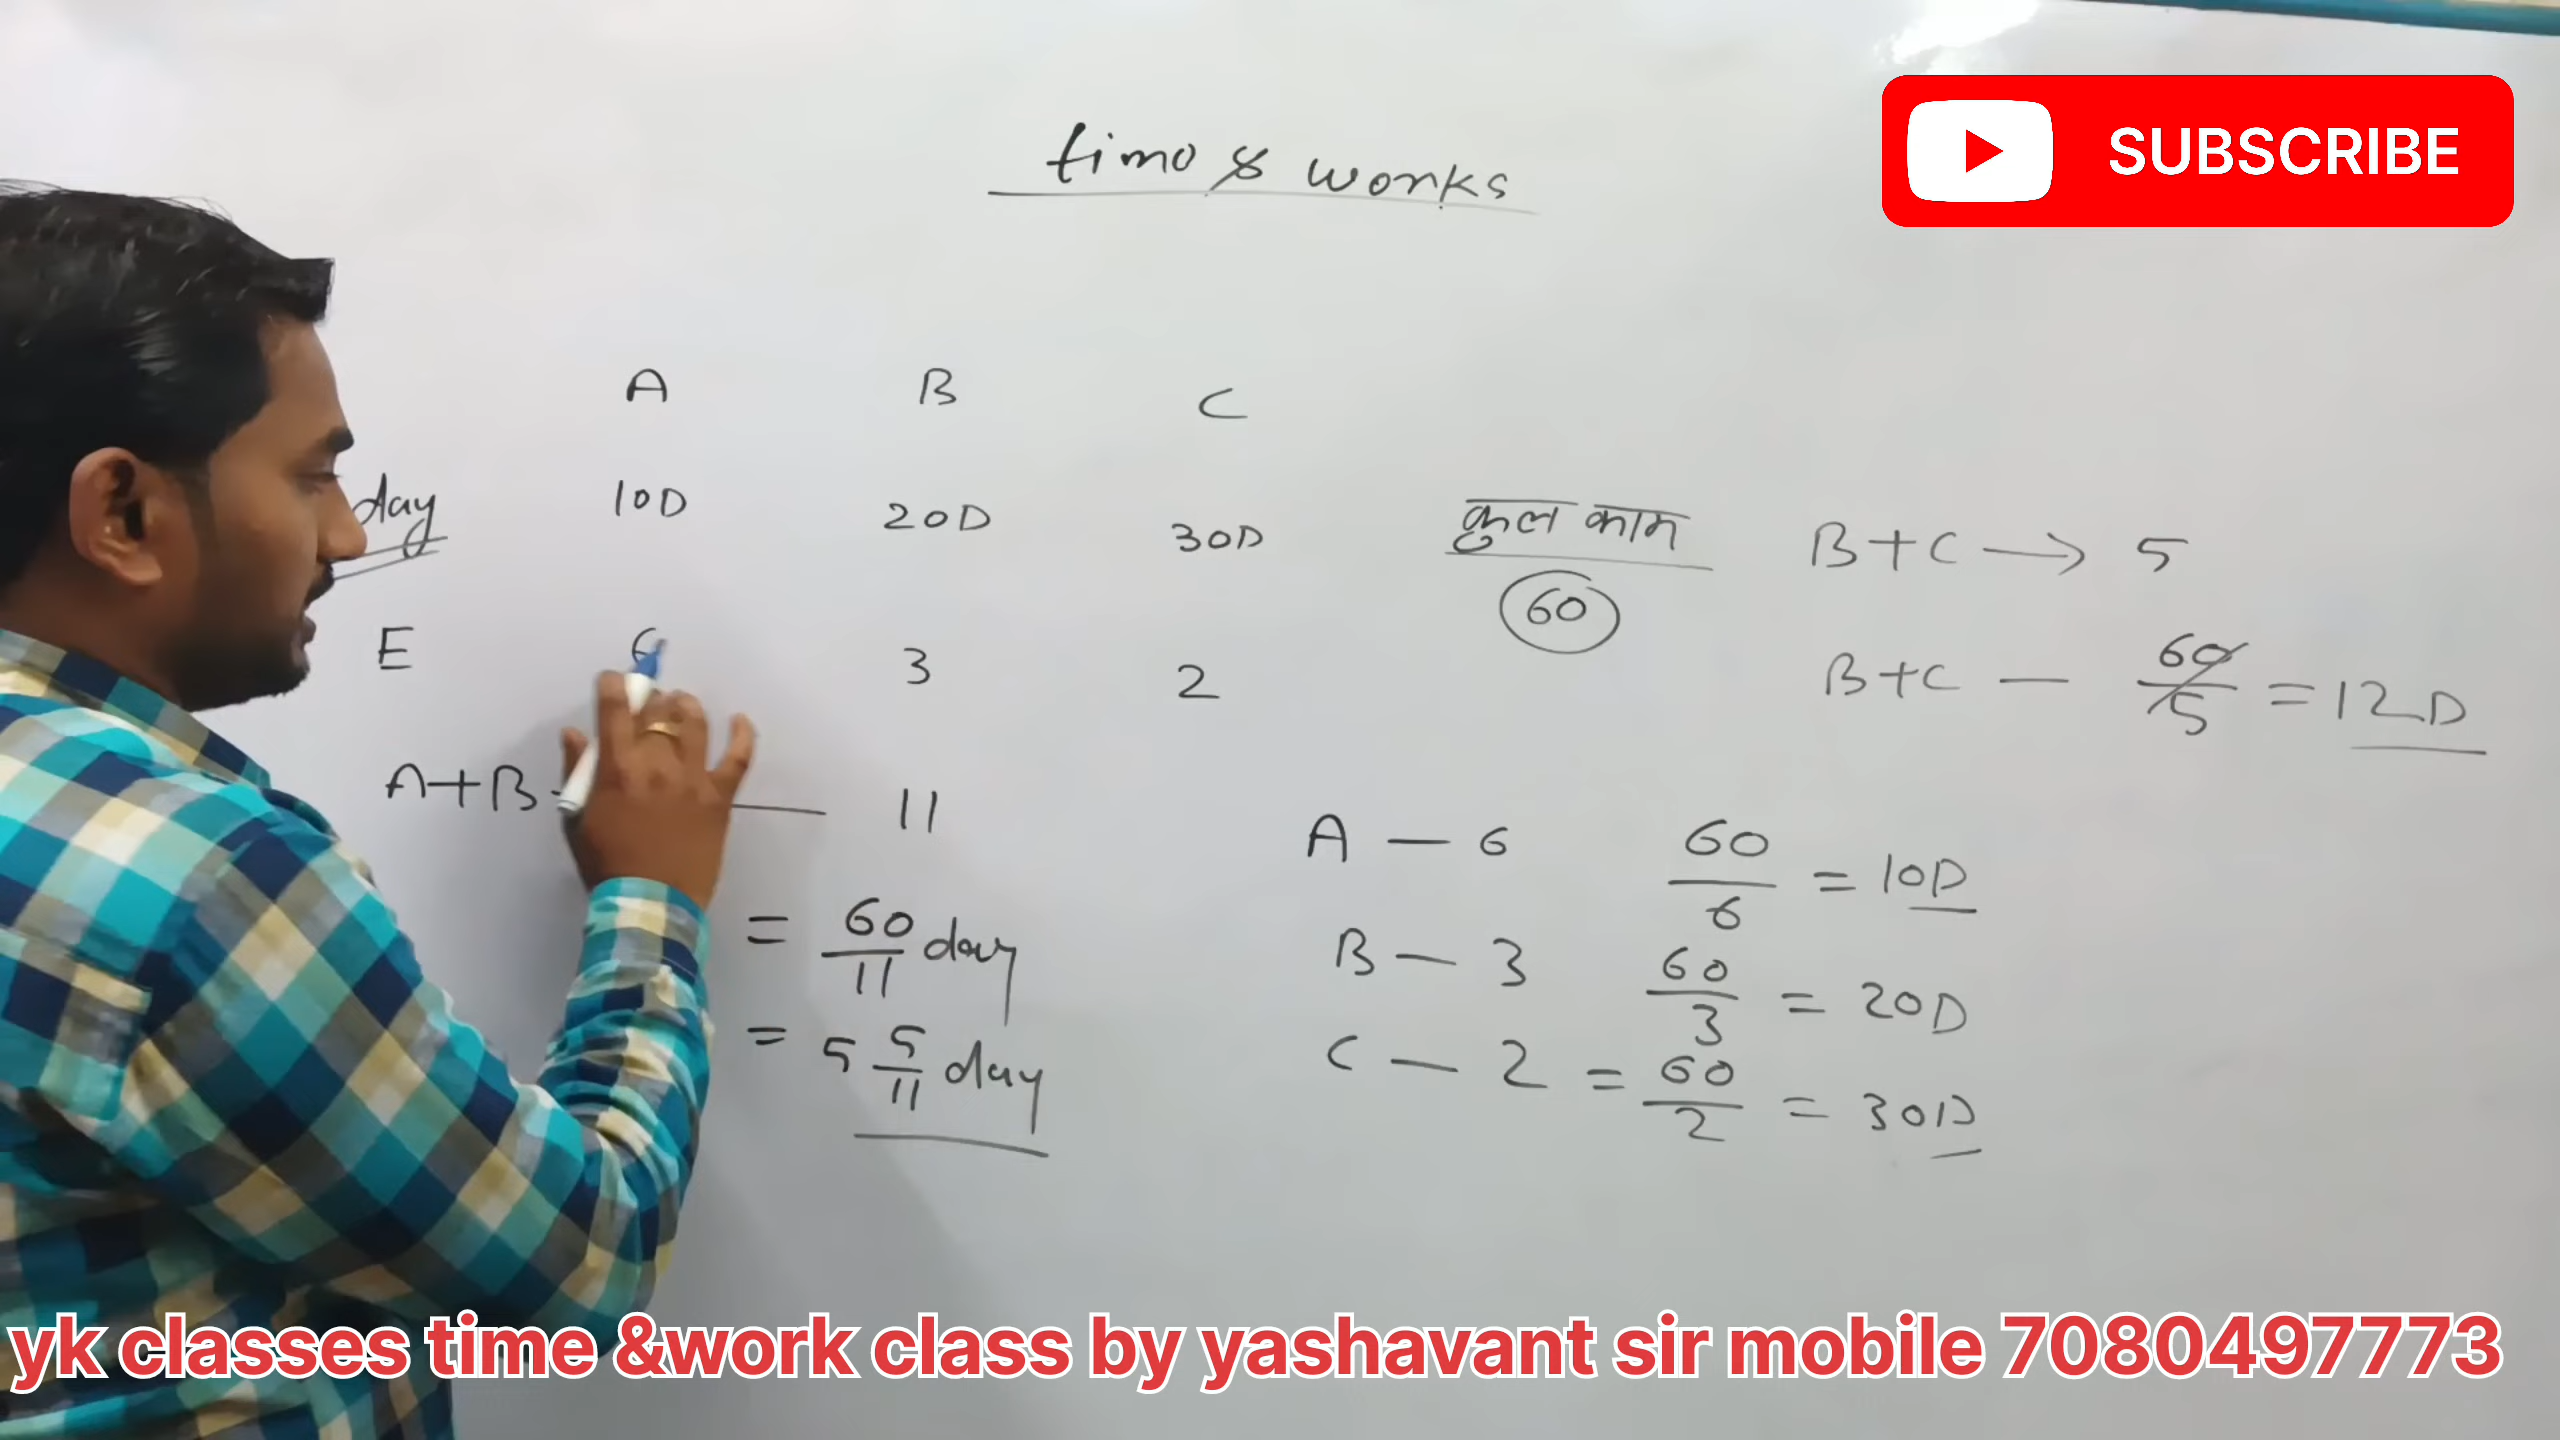 SUBSCRIBE
time & works
A B C
day 10D 20D 30D
E 6 3 2
कुल काम
60
B+C → 5
B+C — 60/5 = 12D
A+B — 11
= 60/11 day
= 5 5/11 day
A — 6 60/6 = 10D
B — 3 60/3 = 20D
C — 2 = 60/2 = 30D
yk classes time &work class by yashavant sir mobile 7080497773